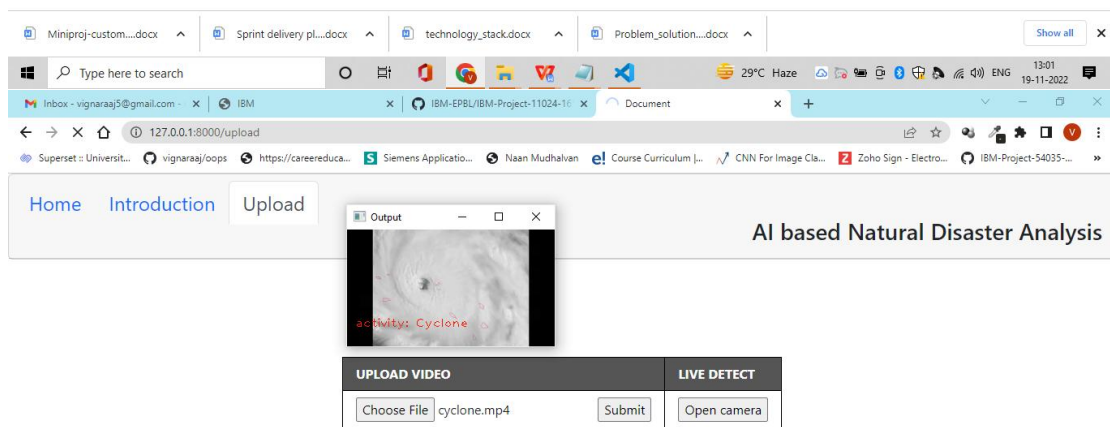 Miniproj-custom....docx Sprint delivery pl....docx technology_stack.docx Problem_solution....docx Show all
Type here to search 29°C Haze ENG 13:01
19-11-2022
Inbox - vignaraaj5@gmail.com - IBM IBM-EPBL/IBM-Project-11024-16 Document
127.0.0.1:8000/upload
Superset :: Universit... vignaraaj/oops https://careereduca... Siemens Applicatio... Naan Mudhalvan Course Curriculum |... CNN For Image Cla... Zoho Sign - Electro... IBM-Project-54035-...
Home Introduction Upload
Output
AI based Natural Disaster Analysis
activity: Cyclone
UPLOAD VIDEO LIVE DETECT
Choose File cyclone.mp4 Submit Open camera